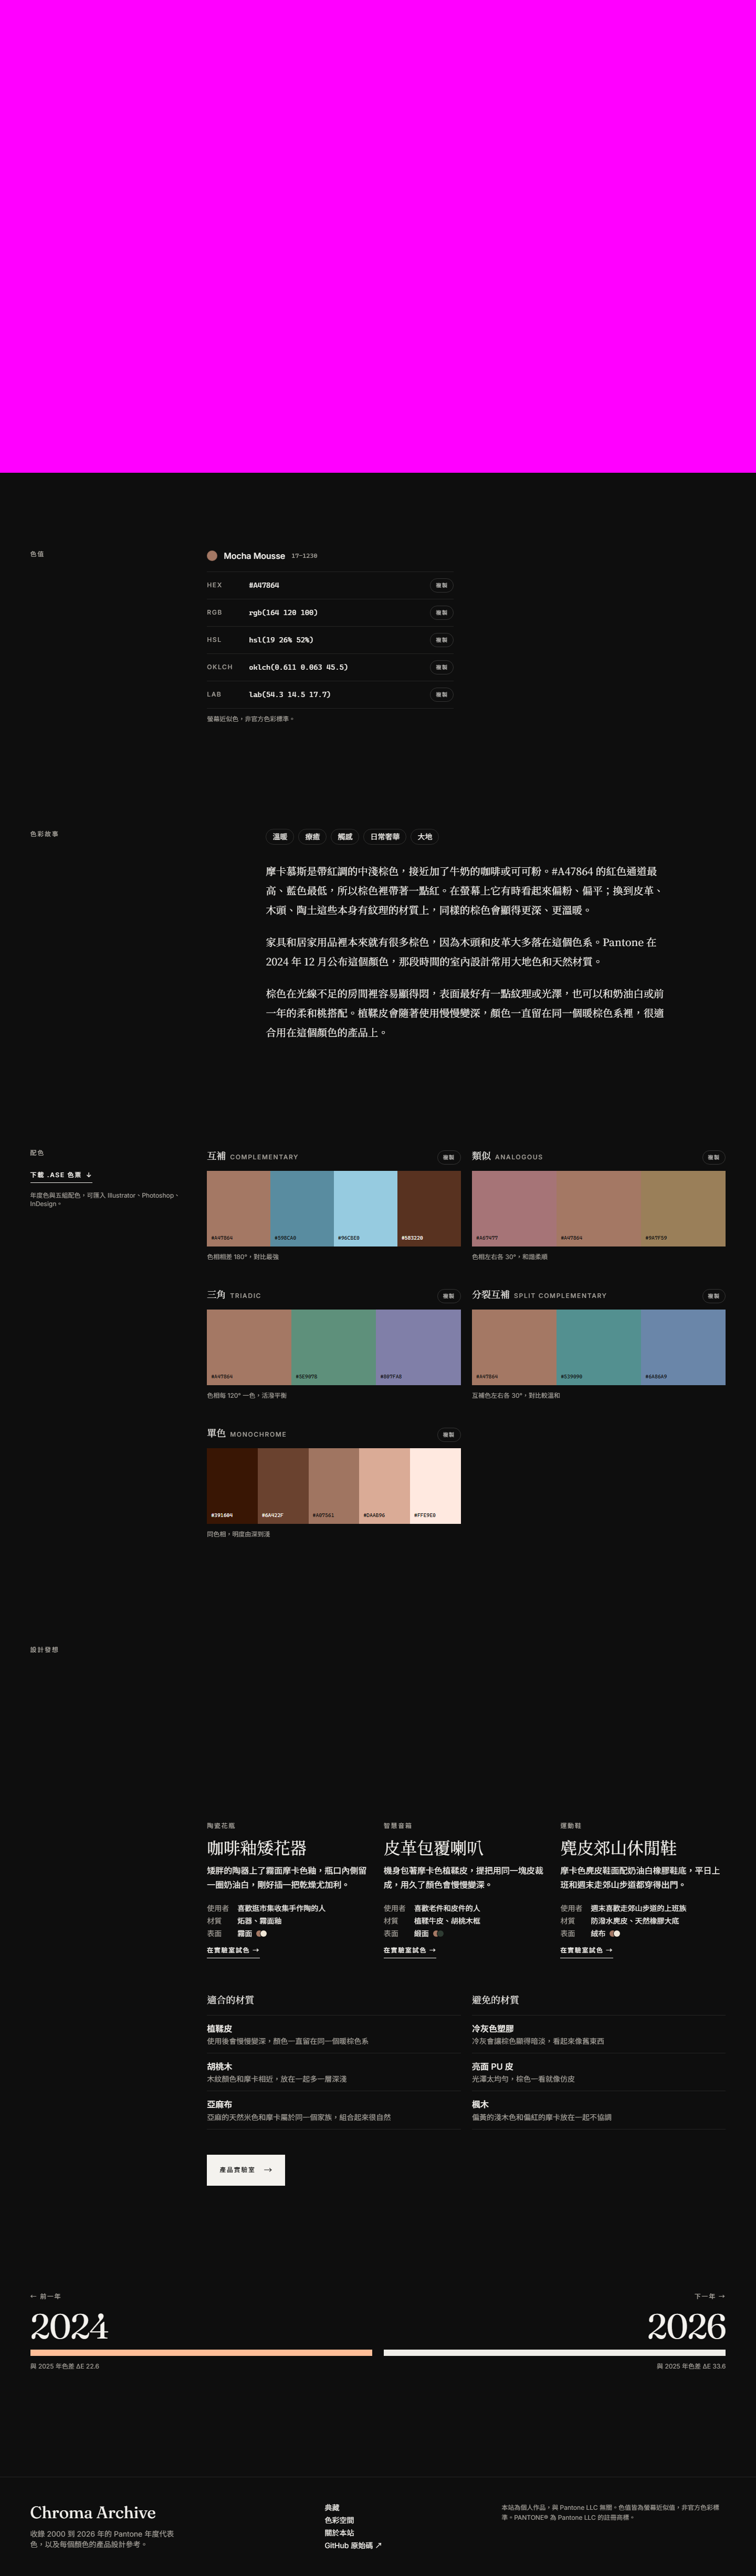 色值
Mocha Mousse 17-1230
HEX #A47864 複製
RGB rgb(164 120 100) 複製
HSL hsl(19 26% 52%) 複製
OKLCH oklch(0.611 0.063 45.5) 複製
LAB lab(54.3 14.5 17.7) 複製
螢幕近似色，非官方色彩標準。
色彩故事
溫暖 療癒 觸感 日常奢華 大地
摩卡慕斯是帶紅調的中淺棕色，接近加了牛奶的咖啡或可可粉。#A47864 的紅色通道最
高、藍色最低，所以棕色裡帶著一點紅。在螢幕上它有時看起來偏粉、偏平；換到皮革、
木頭、陶土這些本身有紋理的材質上，同樣的棕色會顯得更深、更溫暖。
家具和居家用品裡本來就有很多棕色，因為木頭和皮革大多落在這個色系。Pantone 在
2024 年 12 月公布這個顏色，那段時間的室內設計常用大地色和天然材質。
棕色在光線不足的房間裡容易顯得悶，表面最好有一點紋理或光澤，也可以和奶油白或前
一年的柔和桃搭配。植鞣皮會隨著使用慢慢變深，顏色一直留在同一個暖棕色系裡，很適
合用在這個顏色的產品上。
配色
下載 .ASE 色票 ↓
年度色與五組配色，可匯入 Illustrator、Photoshop、
InDesign。
互補 COMPLEMENTARY 複製
#A47864 #96CBE0 #583220
色相相差 180°，對比最強
類似 ANALOGOUS 複製
#A67477 #A47864 #9A7F59
色相左右各 30°，和諧柔順
三角 TRIADIC 複製
#A47864 #5E907B #807FA8
色相每 120° 一色，活潑平衡
分裂互補 SPLIT COMPLEMENTARY 複製
#A47864 #539090 #6A86A9
互補色左右各 30°，對比較溫和
單色 MONOCHROME 複製
#391604 #6A422F #A07561 #DAAB96 #FFE9E0
同色相，明度由深到淺
設計發想
陶瓷花瓶
咖啡釉矮花器
矮胖的陶器上了霧面摩卡色釉，瓶口內側留
一圈奶油白，剛好插一把乾燥尤加利。
使用者 喜歡逛市集收集手作陶的人
材質 炻器、霧面釉
表面 霧面
在實驗室試色 →
智慧音箱
皮革包覆喇叭
機身包著摩卡色植鞣皮，提把用同一塊皮裁
成，用久了顏色會慢慢變深。
使用者 喜歡老件和皮件的人
材質 植鞣牛皮、胡桃木框
表面 緞面
在實驗室試色 →
運動鞋
麂皮郊山休閒鞋
摩卡色麂皮鞋面配奶油白橡膠鞋底，平日上
班和週末走郊山步道都穿得出門。
使用者 週末喜歡走郊山步道的上班族
材質 防潑水麂皮、天然橡膠大底
表面 絨布
在實驗室試色 →
適合的材質
植鞣皮
使用後會慢慢變深，顏色一直留在同一個暖棕色系
胡桃木
木紋顏色和摩卡相近，放在一起多一層深淺
亞麻布
亞麻的天然米色和摩卡屬於同一個家族，組合起來很自然
避免的材質
冷灰色塑膠
冷灰會讓棕色顯得暗淡，看起來像舊東西
亮面 PU 皮
光澤太均勻，棕色一看就像仿皮
楓木
偏黃的淺木色和偏紅的摩卡放在一起不協調
產品實驗室 →
← 前一年
2024
與 2025 年色差 ΔE 22.6
下一年 →
2026
與 2025 年色差 ΔE 33.6
Chroma Archive
收錄 2000 到 2026 年的 Pantone 年度代表
色，以及每個顏色的產品設計參考。
典藏
色彩空間
關於本站
GitHub 原始碼 ↗
本站為個人作品，與 Pantone LLC 無關。色值皆為螢幕近似值，非官方色彩標
準。PANTONE® 為 Pantone LLC 的註冊商標。